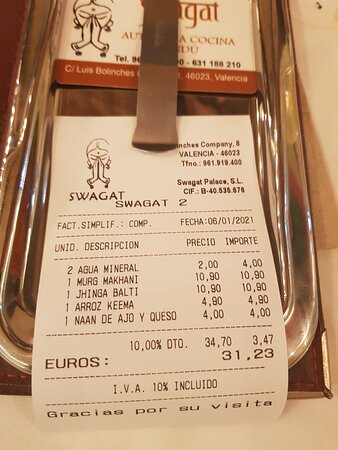 Swagat
COCINA
Tel. 96 - 631 188 210
C/ Luis Bolinches 46023, Valencia
Company, 8
VALENCIA - 46023
Tfno.: 961.919.400
Swagat Palace, S.L.
CIF.: B-40.535.676
SWAGAT
SWAGAT 2
FACT.SIMPLIF.: COMP. FECHA:06/01/2021
UNID. DESCRIPCION PRECIO IMPORTE
2 AGUA MINERAL 2,00 4,00
1 MURG MAKHANI 10,90 10,90
1 JHINGA BALTI 10,90 10,90
1 ARROZ KEEMA 4,90 4,90
1 NAAN DE AJO Y QUESO 4,00 4,00
10,00% DTO. 34,70 3,47
EUROS: 31,23
I.V.A. 10% INCLUIDO
Gracias por su visita